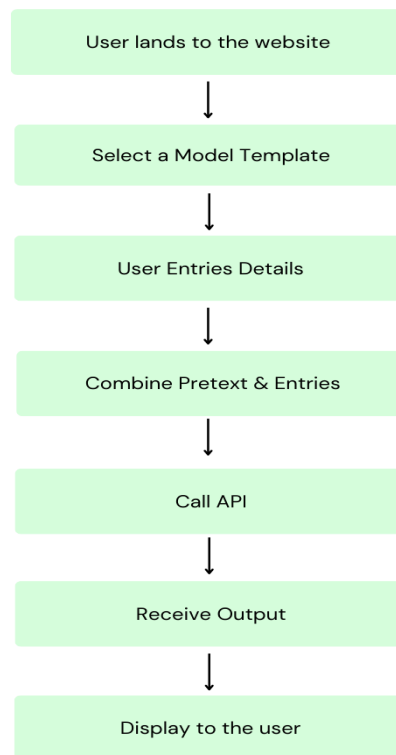 User lands to the website
Select a Model Template
User Entries Details
Combine Pretext & Entries
Call API
Receive Output
Display to the user